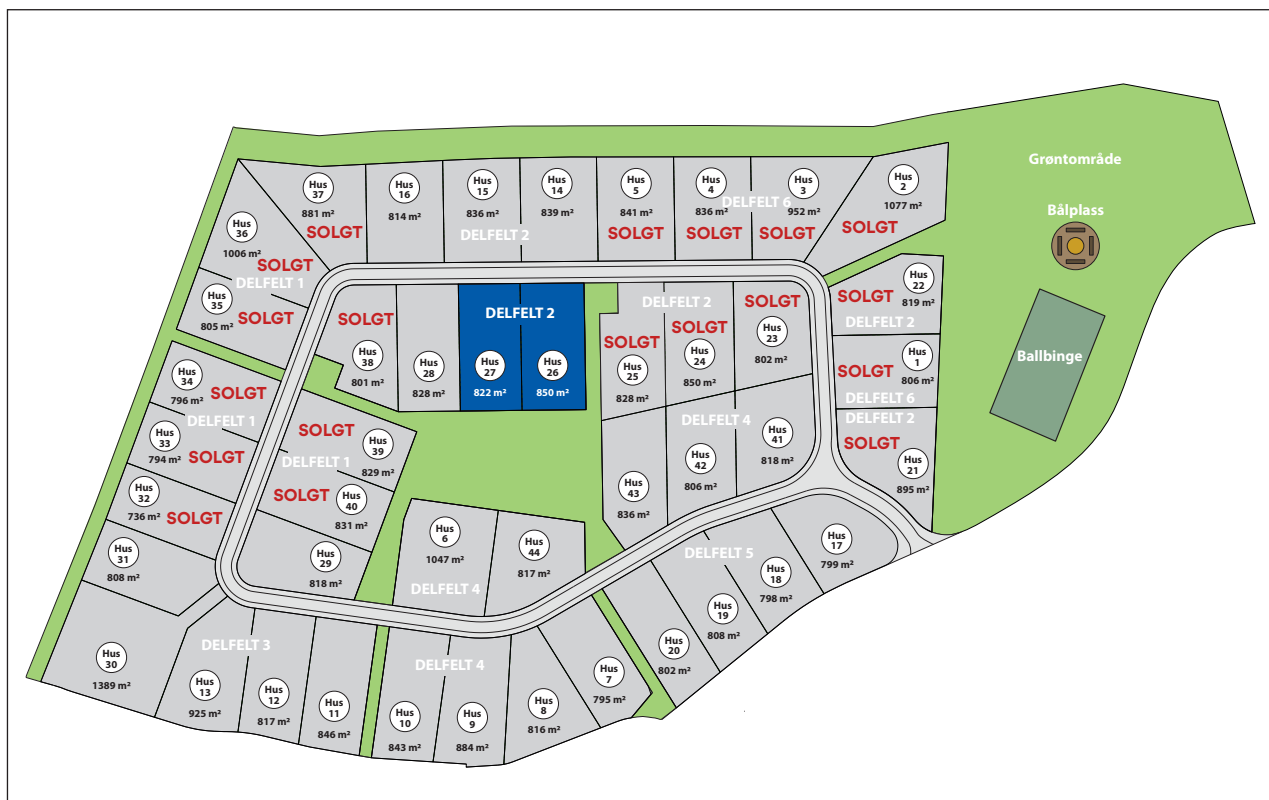 Grøntområde
Bålplass
Ballbinge
Hus
37
881 m²
SOLGT
Hus
16
814 m²
Hus
15
836 m²
DELFELT 2
Hus
14
839 m²
Hus
5
841 m²
SOLGT
Hus
4
836 m²
SOLGT
DELFELT 6
Hus
3
952 m²
SOLGT
Hus
2
1077 m²
SOLGT
Hus
36
1006 m²
SOLGT
DELFELT 1
Hus
35
805 m²
SOLGT
Hus
22
819 m²
SOLGT
DELFELT 2
SOLGT
Hus
38
801 m²
Hus
28
828 m²
DELFELT 2
Hus
27
822 m²
Hus
26
850 m²
DELFELT 2
SOLGT
Hus
25
828 m²
SOLGT
Hus
24
850 m²
SOLGT
Hus
23
802 m²
Hus
1
806 m²
SOLGT
DELFELT 6
DELFELT 2
SOLGT
Hus
21
895 m²
Hus
34
796 m²
SOLGT
DELFELT 1
Hus
33
794 m²
SOLGT
Hus
32
736 m²
SOLGT
Hus
31
808 m²
SOLGT
Hus
39
829 m²
DELFELT 1
SOLGT
Hus
40
831 m²
Hus
29
818 m²
DELFELT 4
Hus
41
818 m²
Hus
42
806 m²
Hus
43
836 m²
Hus
6
1047 m²
Hus
44
817 m²
DELFELT 4
DELFELT 5
Hus
17
799 m²
Hus
18
798 m²
Hus
19
808 m²
Hus
20
802 m²
DELFELT 3
Hus
30
1389 m²
Hus
13
925 m²
Hus
12
817 m²
Hus
11
846 m²
DELFELT 4
Hus
10
843 m²
Hus
9
884 m²
Hus
8
816 m²
Hus
7
795 m²